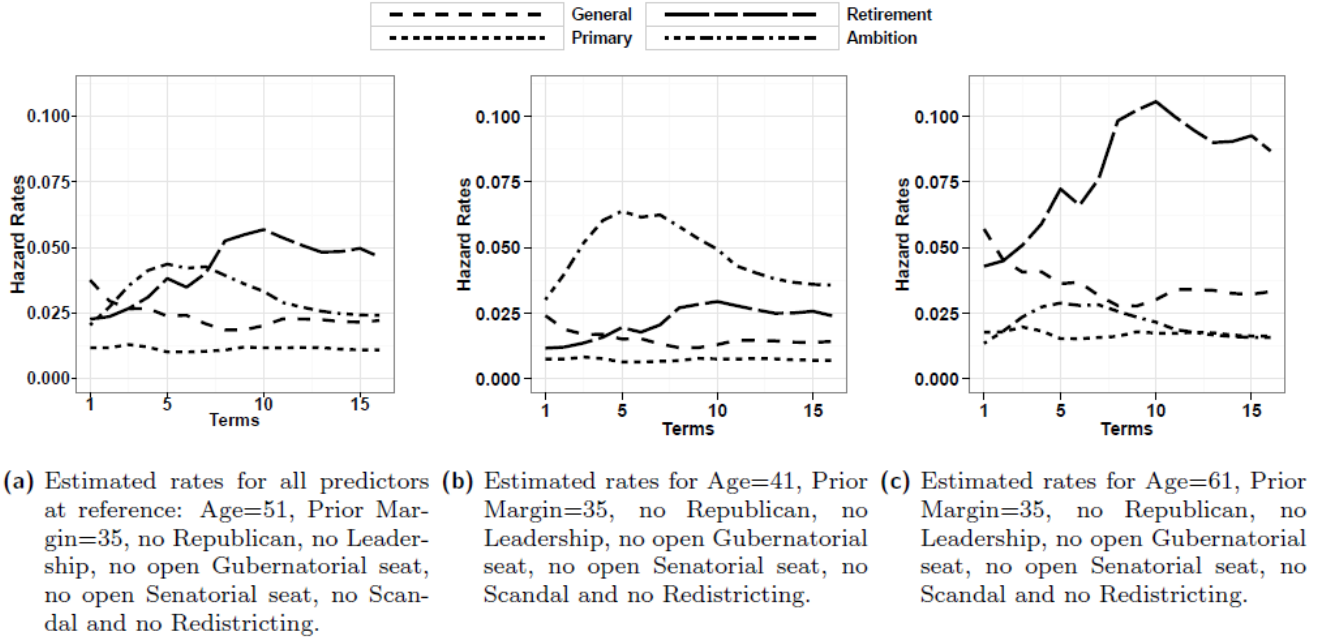 General
Primary
Retirement
Ambition
Hazard Rates
0.100
0.075
0.050
0.025
0.000
1
5
10
15
Terms
Hazard Rates
0.100
0.075
0.050
0.025
0.000
1
5
10
15
Terms
Hazard Rates
0.100
0.075
0.050
0.025
0.000
1
5
10
15
Terms
(a) Estimated rates for all predictors
at reference: Age=51, Prior Mar-
gin=35, no Republican, no Leader-
ship, no open Gubernatorial seat,
no open Senatorial seat, no Scan-
dal and no Redistricting.
(b) Estimated rates for Age=41, Prior
Margin=35, no Republican, no
Leadership, no open Gubernatorial
seat, no open Senatorial seat, no
Scandal and no Redistricting.
(c) Estimated rates for Age=61, Prior
Margin=35, no Republican, no
Leadership, no open Gubernatorial
seat, no open Senatorial seat, no
Scandal and no Redistricting.